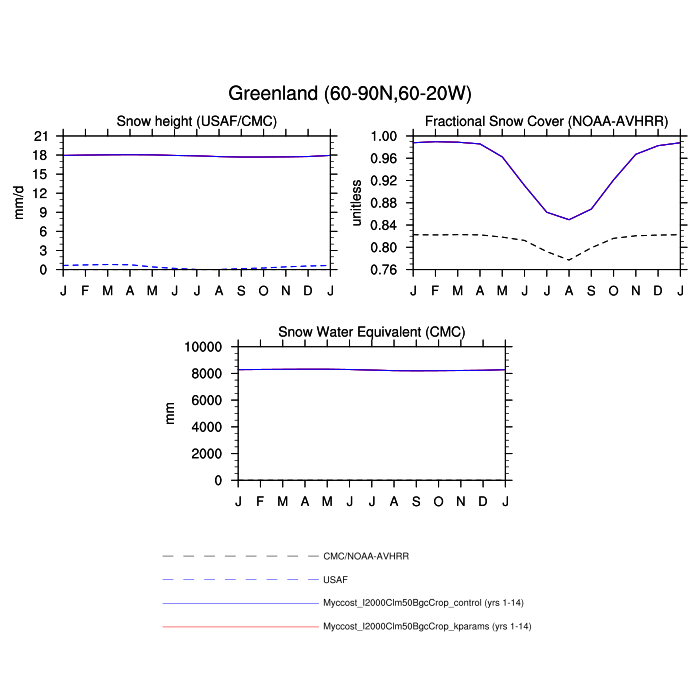 Greenland (60-90N,60-20W)
Snow height (USAF/CMC)
mm/d
21
18
15
12
9
6
3
0
J F M A M J J A S O N D J
Fractional Snow Cover (NOAA-AVHRR)
unitless
1.00
0.96
0.92
0.88
0.84
0.80
0.76
J F M A M J J A S O N D J
Snow Water Equivalent (CMC)
mm
10000
8000
6000
4000
2000
0
J F M A M J J A S O N D J
CMC/NOAA-AVHRR
USAF
Myccost_I2000Clm50BgcCrop_control (yrs 1-14)
Myccost_I2000Clm50BgcCrop_kparams (yrs 1-14)